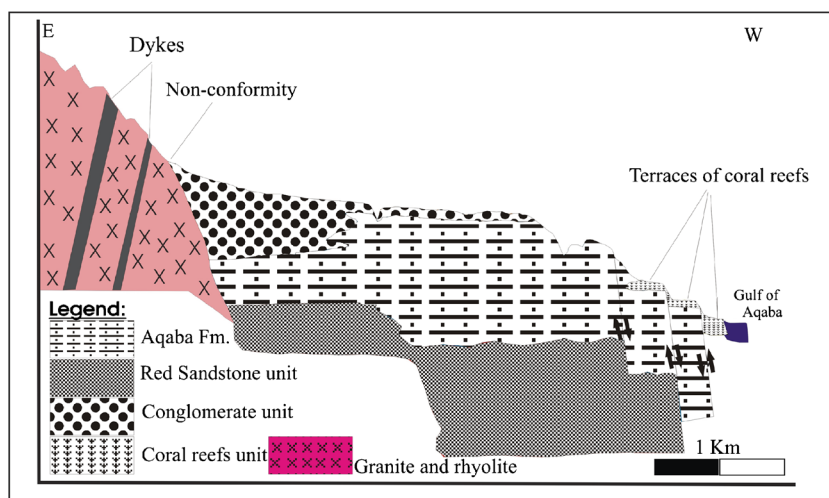 E
W
Dykes
Non-conformity
Terraces of coral reefs
Gulf of
Aqaba
Legend:
Aqaba Fm.
Red Sandstone unit
Conglomerate unit
Coral reefs unit
Granite and rhyolite
1 Km